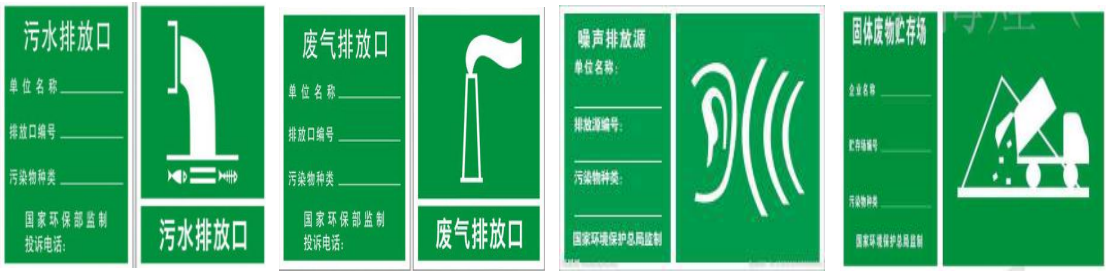 污水排放口
单位名称
排放口编号
污染物种类
国家环保部监制
投诉电话:
污水排放口
废气排放口
单位名称
排放口编号
污染物种类
国家环保部监制
投诉电话:
废气排放口
噪声排放源
单位名称:
排放源编号:
污染物种类:
国家环境保护总局监制
固体废物贮存场
企业名称
贮存场编号
污染物种类
国家环境保护总局监制